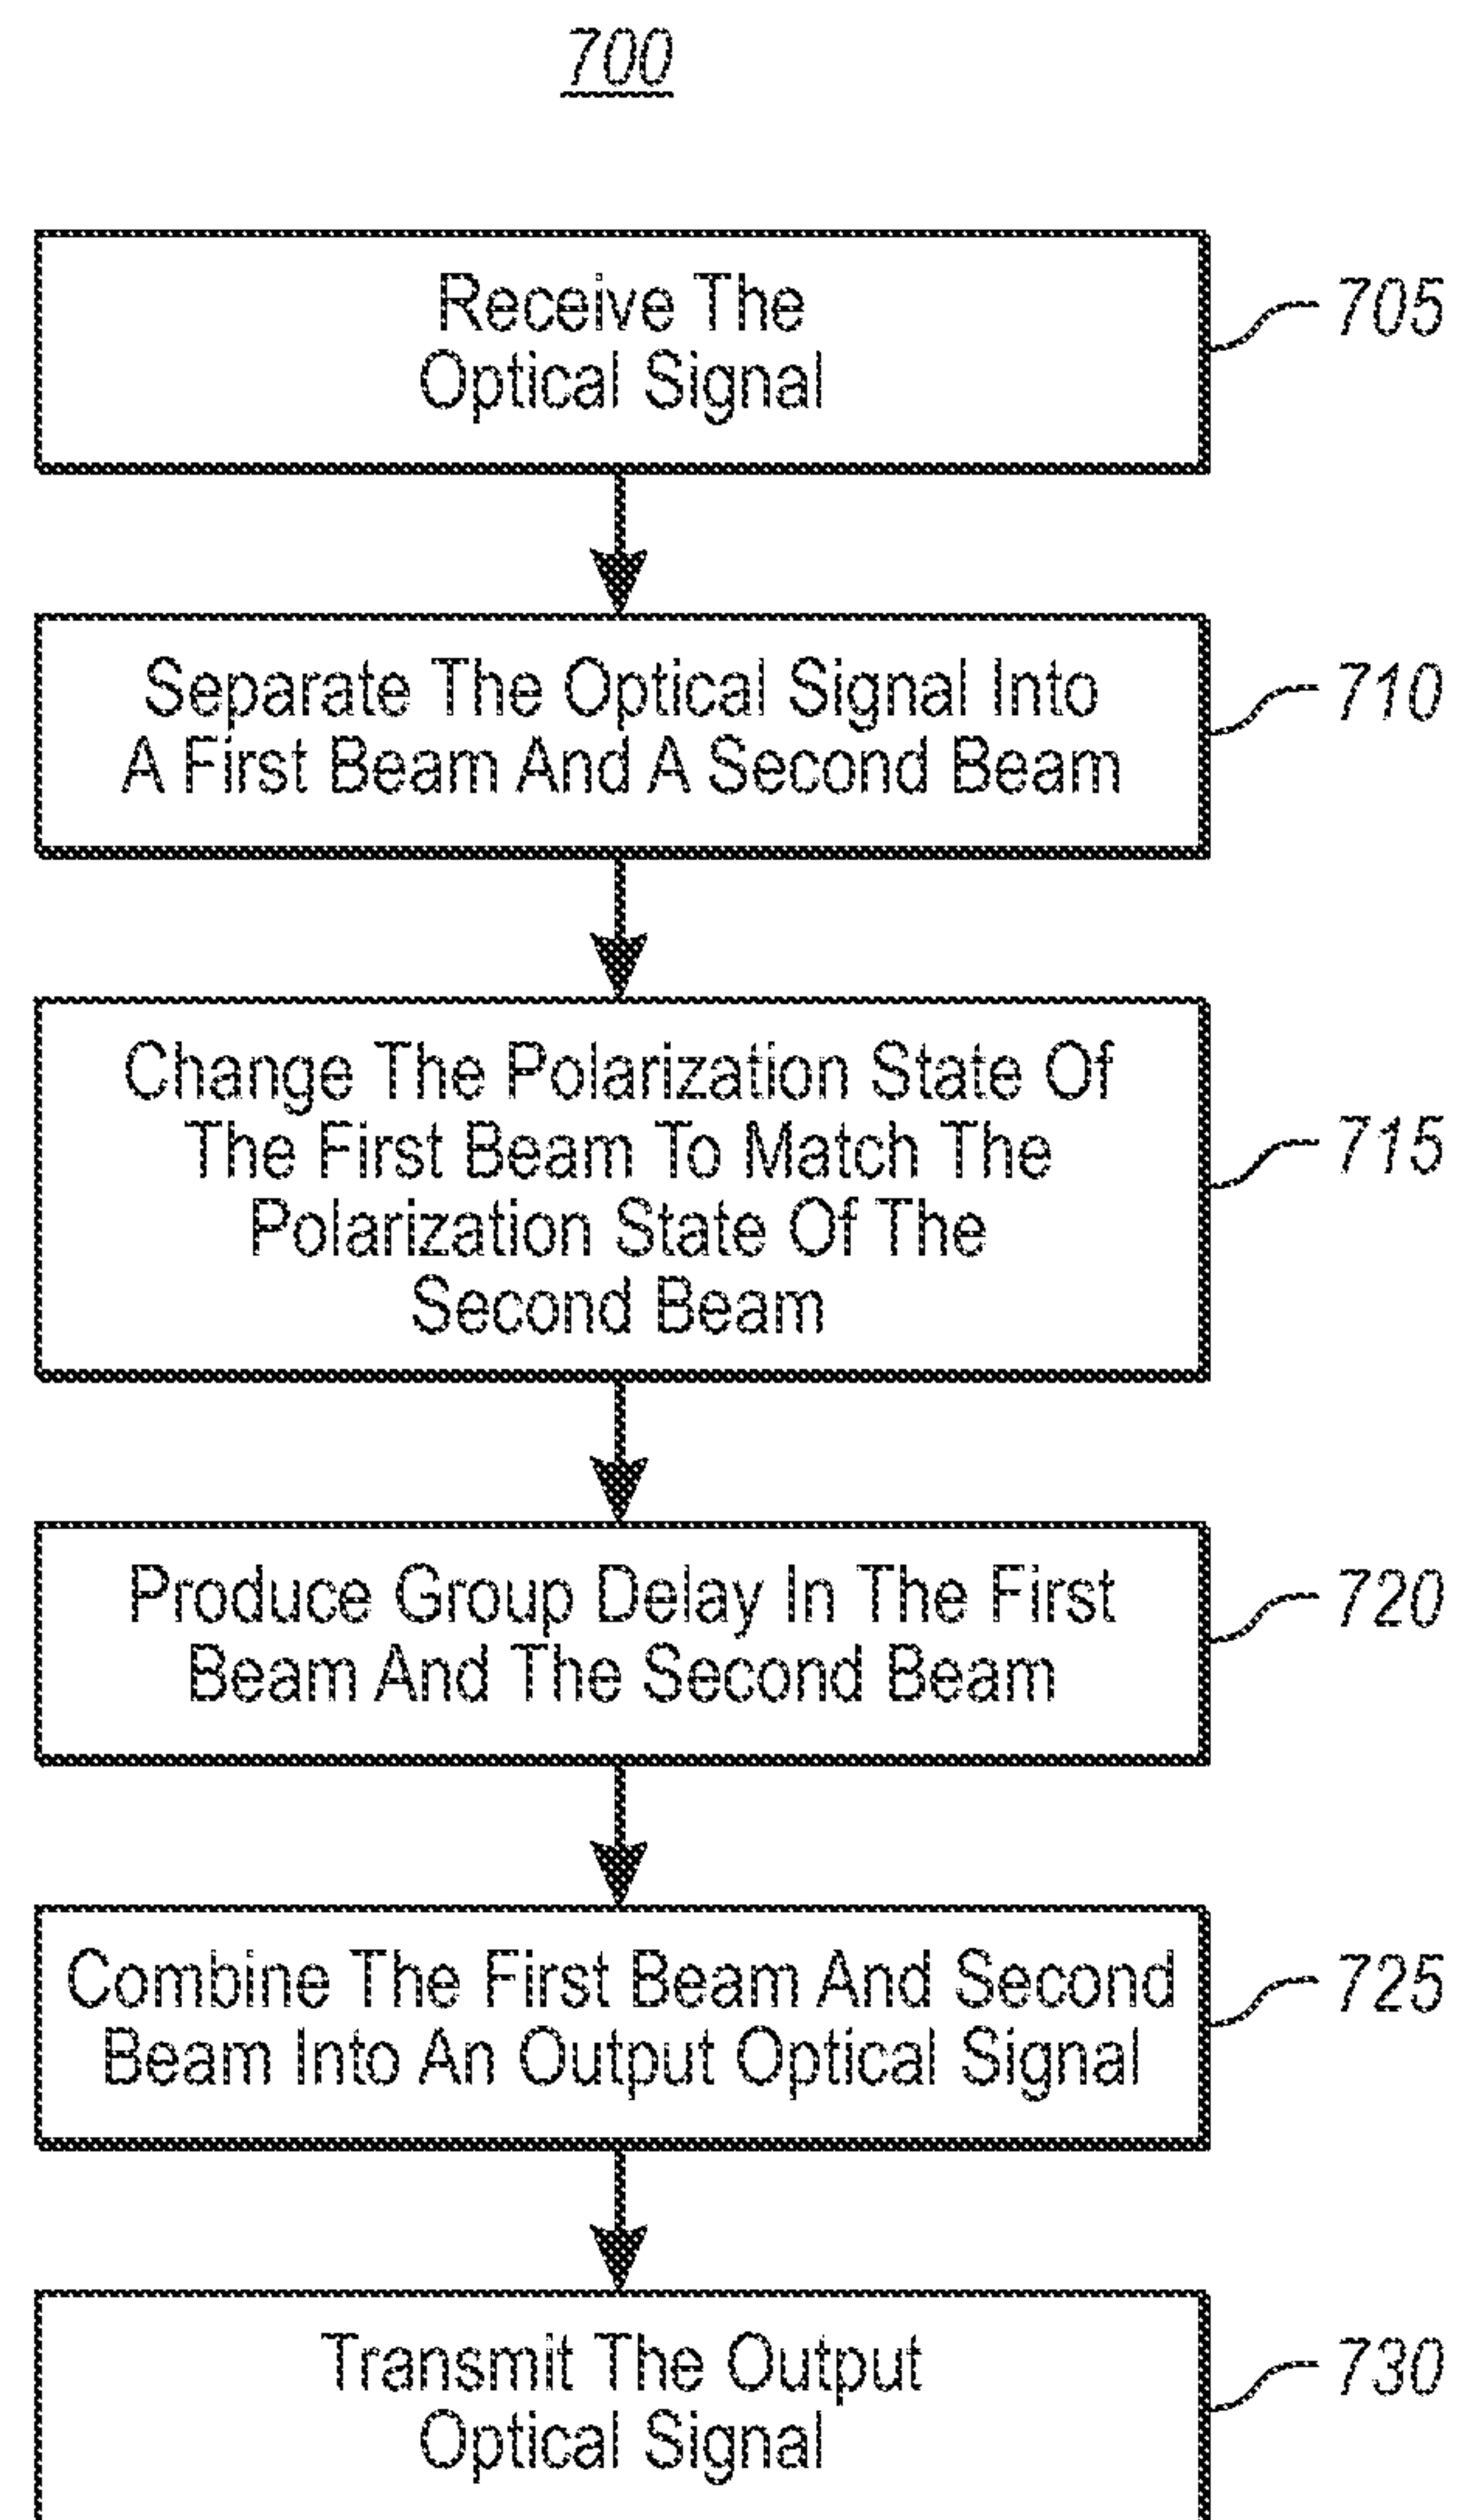 700
Receive The
Optical Signal
705
Separate The Optical Signal Into
A First Beam And A Second Beam
710
Change The Polarization State Of
The First Beam To Match The
Polarization State Of The
Second Beam
715
Produce Group Delay In The First
Beam And The Second Beam
720
Combine The First Beam And Second
Beam Into An Output Optical Signal
725
Transmit The Output
Optical Signal
730